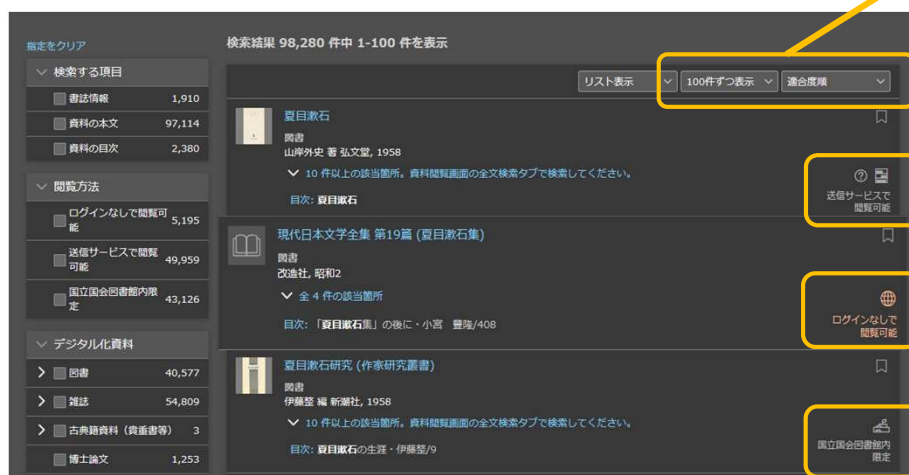 指定をクリア
検索する項目
書誌情報 1,910
資料の本文 97,114
資料の目次 2,380
閲覧方法
ログインなしで閲覧可
能 5,195
送信サービスで閲覧
可能 49,959
国立国会図書館内限
定 43,126
デジタル化資料
図書 40,577
雑誌 54,809
古典籍資料（貴重書等） 3
博士論文 1,253
検索結果 98,280 件中 1-100 件を表示
リスト表示 100件ずつ表示 適合度順
夏目漱石
図書
山岸外史 著 弘文堂, 1958
10 件以上の該当箇所。資料閲覧画面の全文検索タブで検索してください。
目次: 夏目漱石
送信サービスで
閲覧可能
現代日本文学全集 第19篇 (夏目漱石集)
図書
改造社, 昭和2
全 4 件の該当箇所
目次: 「夏目漱石集」の後に・小宮 豊隆/408
ログインなしで
閲覧可能
夏目漱石研究 (作家研究叢書)
図書
伊藤整 編 新潮社, 1958
10 件以上の該当箇所。資料閲覧画面の全文検索タブで検索してください。
目次: 夏目漱石の生涯・伊藤整/9
国立国会図書館内
限定